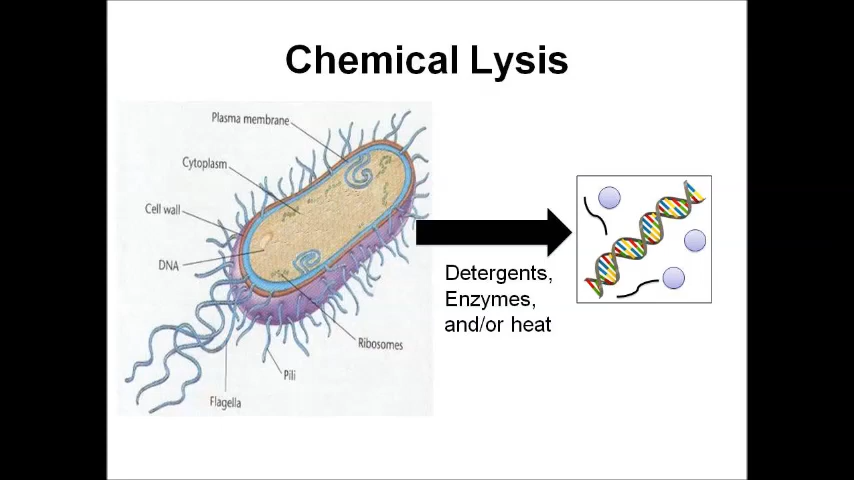 Chemical Lysis
Plasma membrane
Cytoplasm
Cell wall
DNA
Ribosomes
Pili
Flagella
Detergents,
Enzymes,
and/or heat